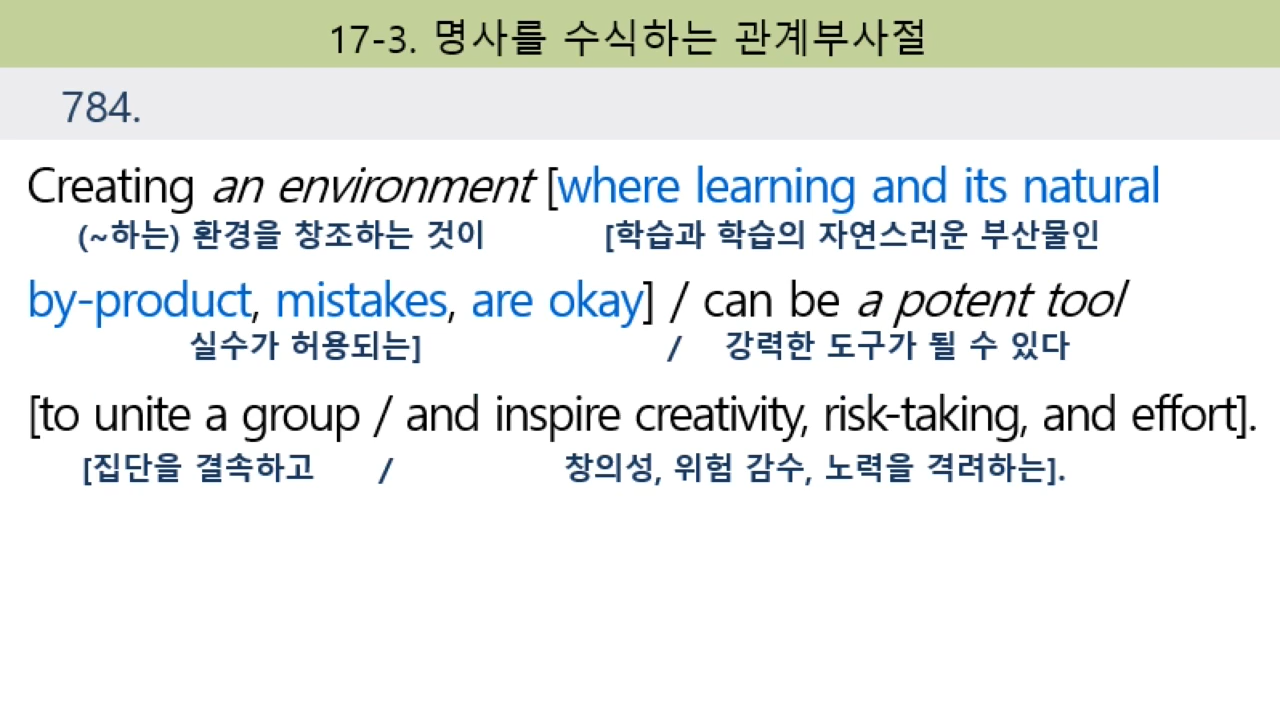 17-3. 명사를 수식하는 관계부사절
784.
Creating an environment [where learning and its natural
(~하는) 환경을 창조하는 것이 [학습과 학습의 자연스러운 부산물인
by-product, mistakes, are okay] / can be a potent tool
실수가 허용되는] / 강력한 도구가 될 수 있다
[to unite a group / and inspire creativity, risk-taking, and effort].
[집단을 결속하고 / 창의성, 위험 감수, 노력을 격려하는].